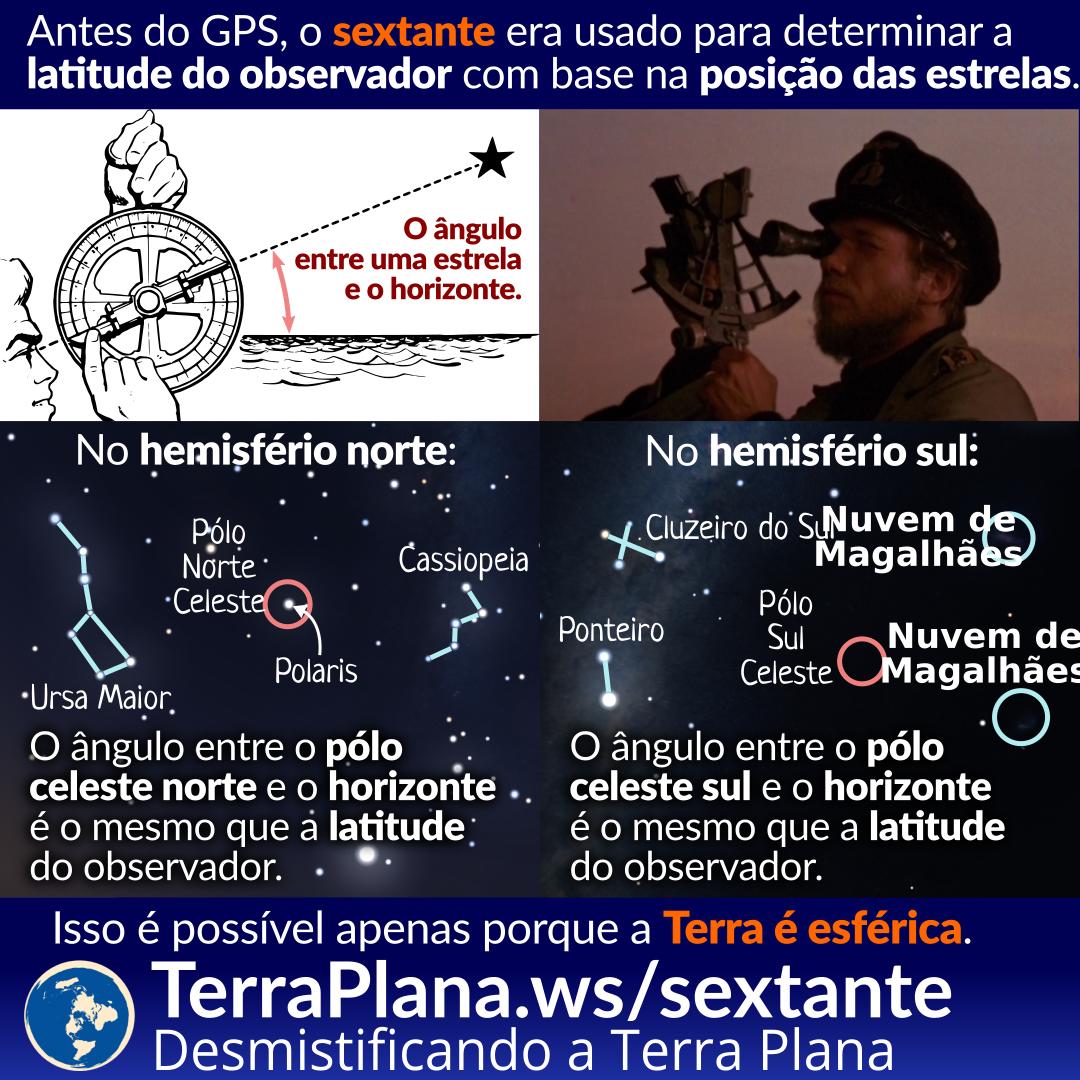 Antes do GPS, o sextante era usado para determinar a
latitude do observador com base na posição das estrelas.
O ângulo
entre uma estrela
e o horizonte.
No hemisfério norte:
Pólo
Norte
Celeste
Cassiopeia
Polaris
Ursa Maior
O ângulo entre o pólo
celeste norte e o horizonte
é o mesmo que a latitude
do observador.
No hemisfério sul:
Cluzeiro do Sul
Nuvem de
Magalhães
Ponteiro
Pólo
Sul
Celeste
Nuvem de
Magalhães
O ângulo entre o pólo
celeste sul e o horizonte
é o mesmo que a latitude
do observador.
Isso é possível apenas porque a Terra é esférica.
TerraPlana.ws/sextante
Desmistificando a Terra Plana